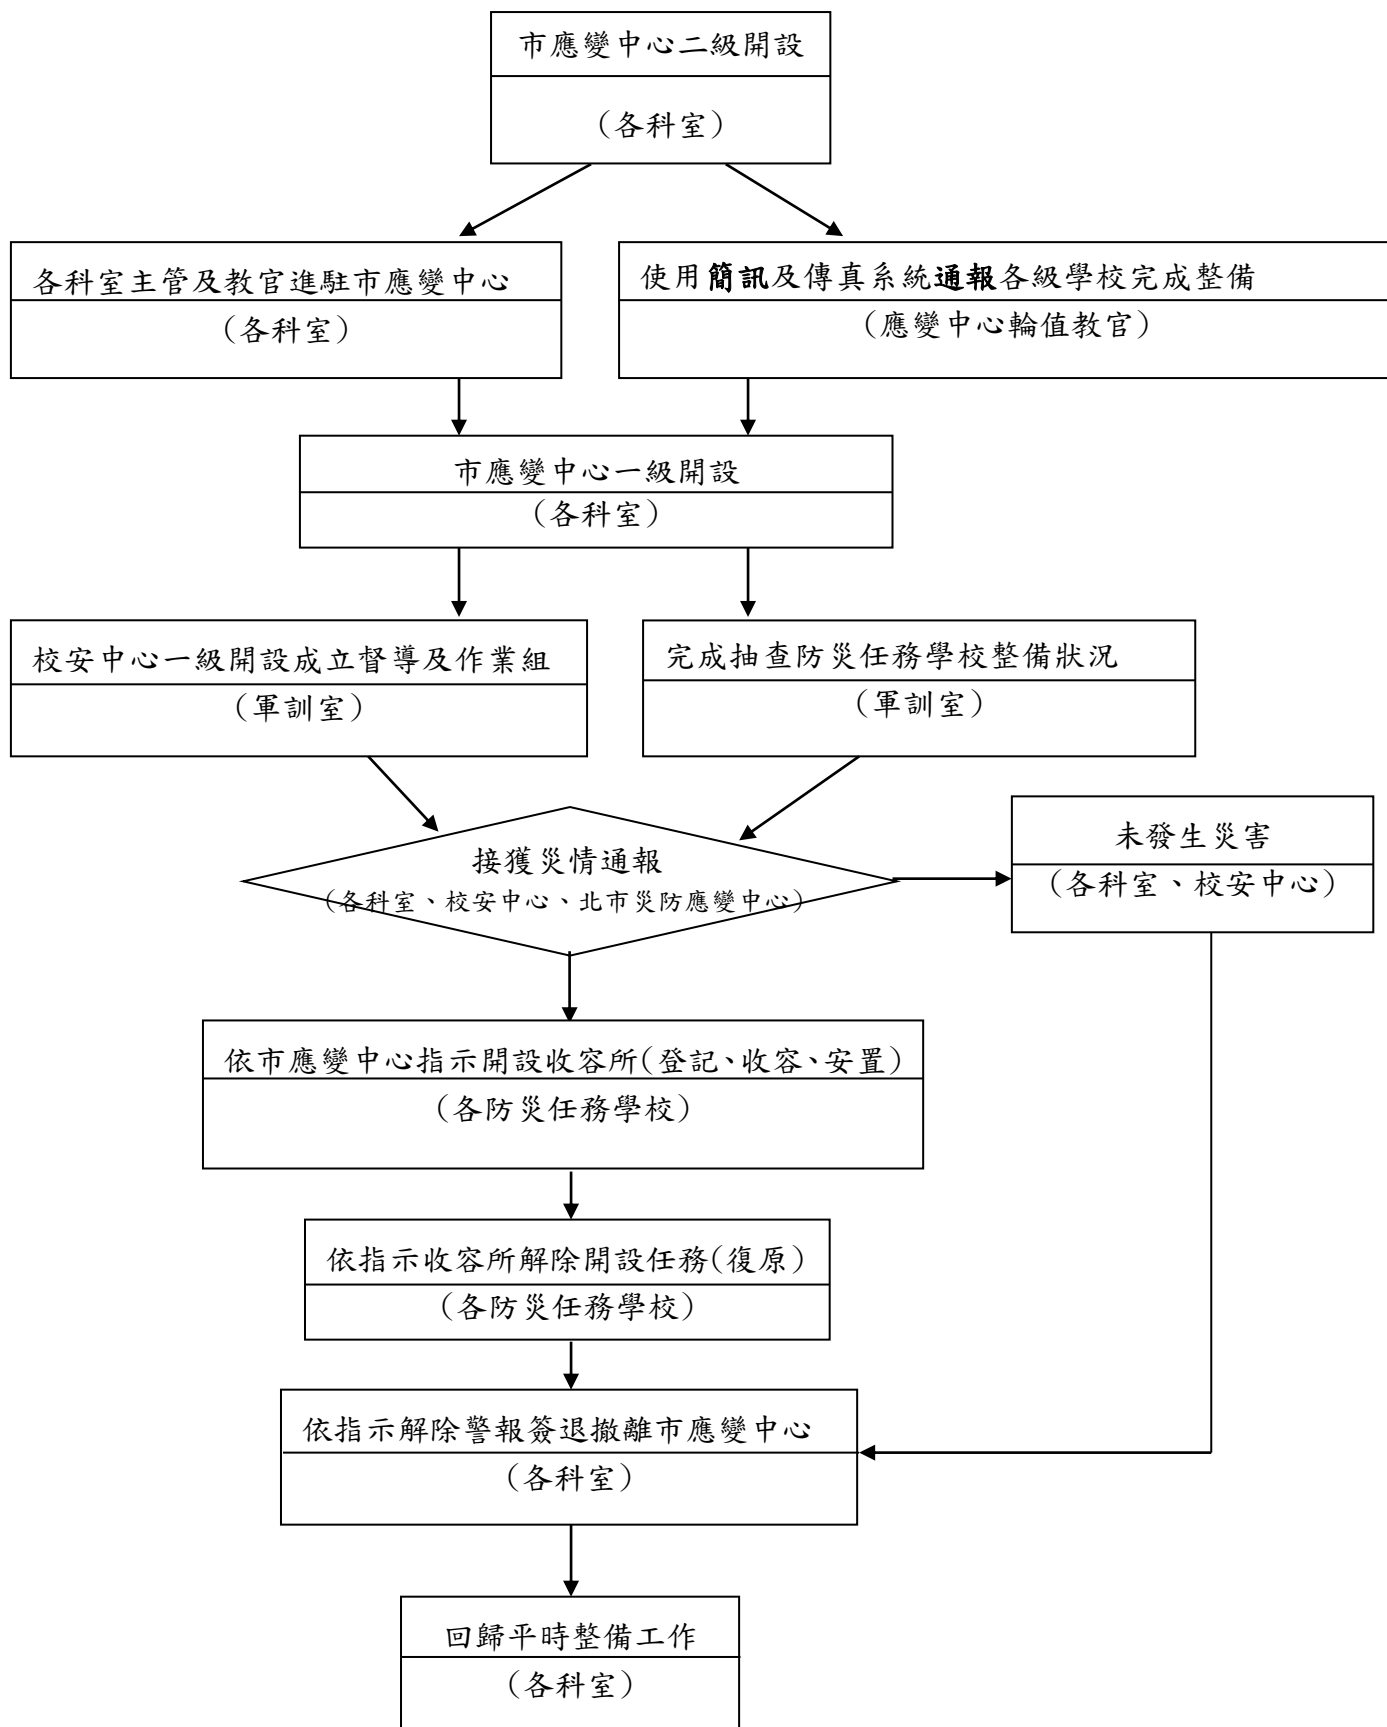 市應變中心二級開設
（各科室）
各科室主管及教官進駐市應變中心
（各科室）
使用簡訊及傳真系統通報各級學校完成整備
（應變中心輪值教官）
市應變中心一級開設
（各科室）
校安中心一級開設成立督導及作業組
（軍訓室）
完成抽查防災任務學校整備狀況
（軍訓室）
接獲災情通報
（各科室、校安中心、北市災防應變中心）
未發生災害
（各科室、校安中心）
依市應變中心指示開設收容所(登記、收容、安置)
（各防災任務學校）
依指示收容所解除開設任務(復原)
（各防災任務學校）
依指示解除警報簽退撤離市應變中心
（各科室）
回歸平時整備工作
（各科室）